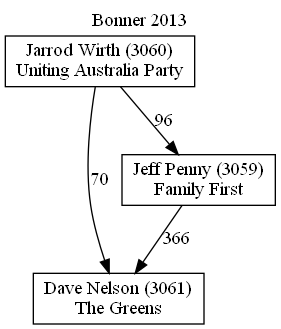 Bonner 2013
Jarrod Wirth (3060)
Uniting Australia Party
96
Jeff Penny (3059)
Family First
70
366
Dave Nelson (3061)
The Greens